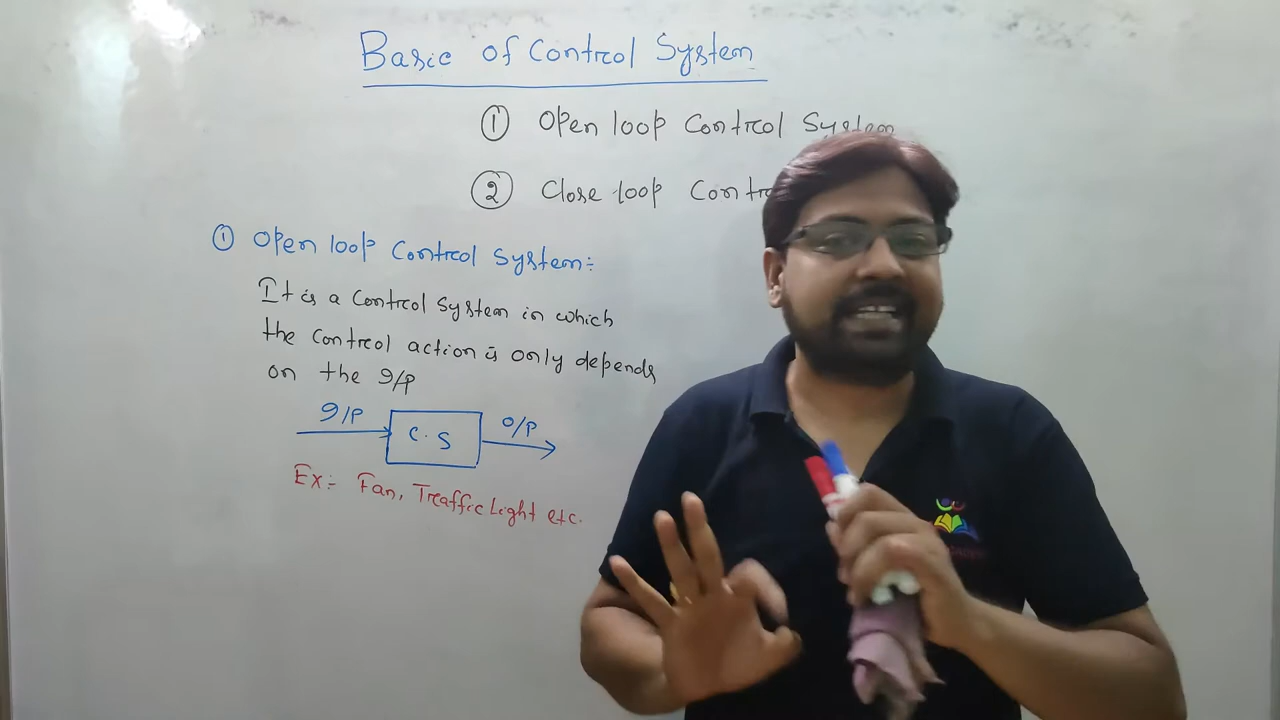 Basic of Control System
① Open loop Control System
② Close loop Contro
① Open loop Control System:-
It is a Control System in which
the control action is only depends
on the I/P
I/P
C.S
O/P
Ex:- Fan, Traffic Light etc.